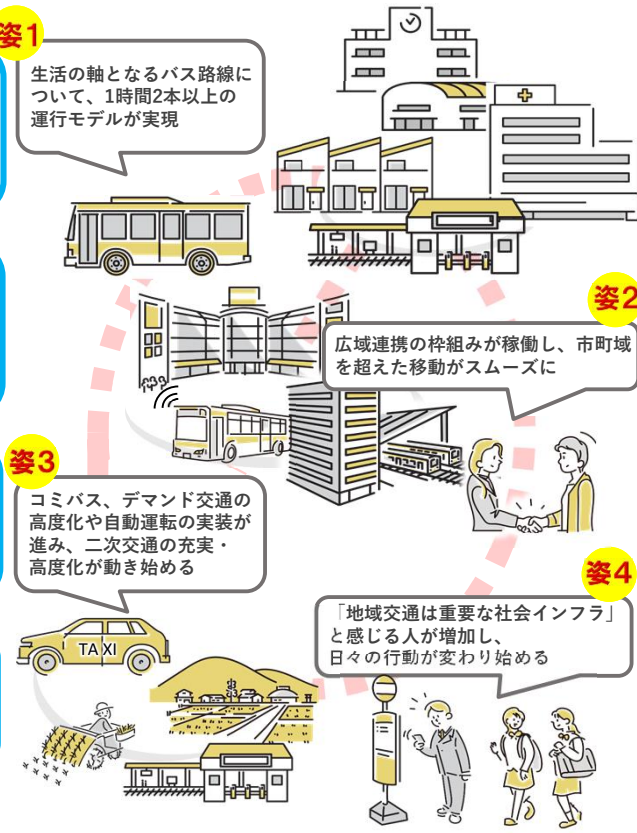 姿1
生活の軸となるバス路線に
ついて、1時間2本以上の
運行モデルが実現
姿2
広域連携の枠組みが稼働し、市町域
を超えた移動がスムーズに
姿3
コミバス、デマンド交通の
高度化や自動運転の実装が
進み、二次交通の充実・
高度化が動き始める
姿4
「地域交通は重要な社会インフラ」
と感じる人が増加し、
日々の行動が変わり始める
TAXI